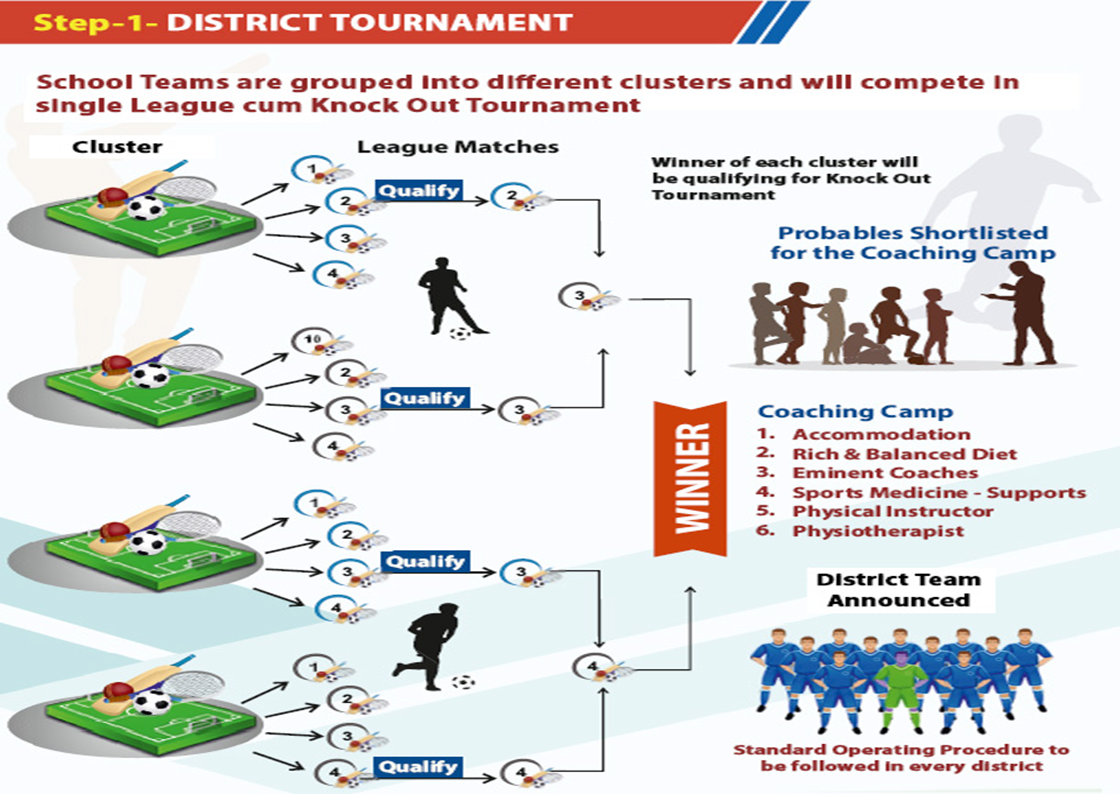 Step-1- DISTRICT TOURNAMENT
School Teams are grouped into different clusters and will compete in
single League cum Knock Out Tournament
Cluster
League Matches
1
2
Qualify
2
3
4
3
10
2
3
Qualify
3
4
1
2
3
Qualify
3
4
4
1
2
3
4
Qualify
4
WINNER
Winner of each cluster will
be qualifying for Knock Out
Tournament
Probables Shortlisted
for the Coaching Camp
Coaching Camp
1. Accommodation
2. Rich & Balanced Diet
3. Eminent Coaches
4. Sports Medicine - Supports
5. Physical Instructor
6. Physiotherapist
District Team
Announced
Standard Operating Procedure to
be followed in every district